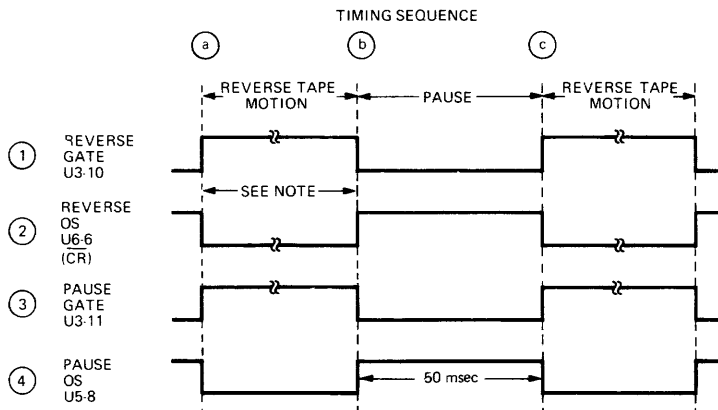 TIMING SEQUENCE
a b c
REVERSE TAPE MOTION
PAUSE
REVERSE TAPE MOTION
1 REVERSE GATE U3-10
SEE NOTE
2 REVERSE OS U6-6 (CR)
3 PAUSE GATE U3-11
4 PAUSE OS U5-8
50 msec